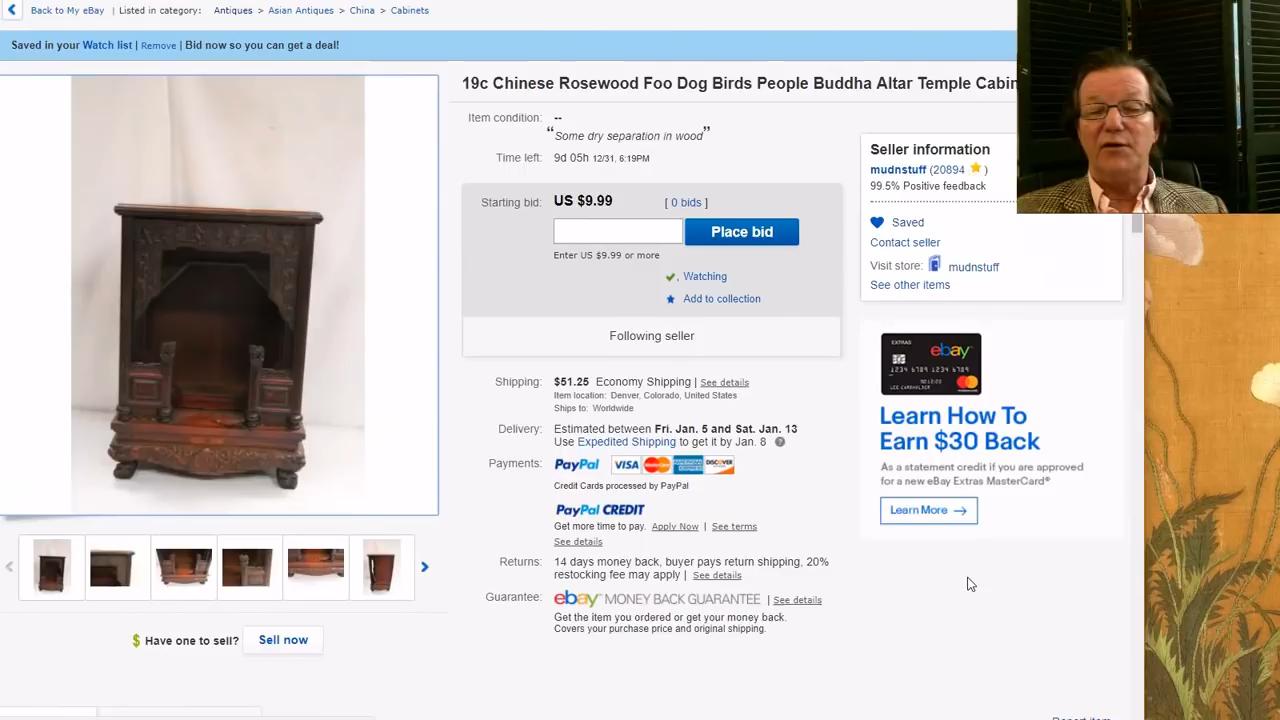 Back to My eBay | Listed in category: Antiques > Asian Antiques > China > Cabinets
Saved in your Watch list | Remove | Bid now so you can get a deal!
19c Chinese Rosewood Foo Dog Birds People Buddha Altar Temple
Item condition: --
“Some dry separation in wood”
Time left: 9d 05h 12/31, 6:19PM
Starting bid: US $9.99 [ 0 bids ]
Place bid
Enter US $9.99 or more
Watching
Add to collection
Following seller
Shipping: $51.25 Economy Shipping | See details
Item location: Denver, Colorado, United States
Ships to: Worldwide
Delivery: Estimated between Fri. Jan. 5 and Sat. Jan. 13
Use Expedited Shipping to get it by Jan. 8 ?
Payments: PayPal VISA MasterCard DISCOVER
Credit Cards processed by PayPal
PayPal CREDIT
Get more time to pay. Apply Now | See terms
See details
Returns: 14 days money back, buyer pays return shipping, 20%
restocking fee may apply | See details
Guarantee: ebay MONEY BACK GUARANTEE | See details
Get the item you ordered or get your money back.
Covers your purchase price and original shipping.
Seller information
mudnstuff (20894 )
99.5% Positive feedback
Saved
Contact seller
Visit store: mudnstuff
See other items
EXTRAS
ebay
Learn How To
Earn $30 Back
As a statement credit if you are approved
for a new eBay Extras MasterCard®
Learn More →
$ Have one to sell? Sell now